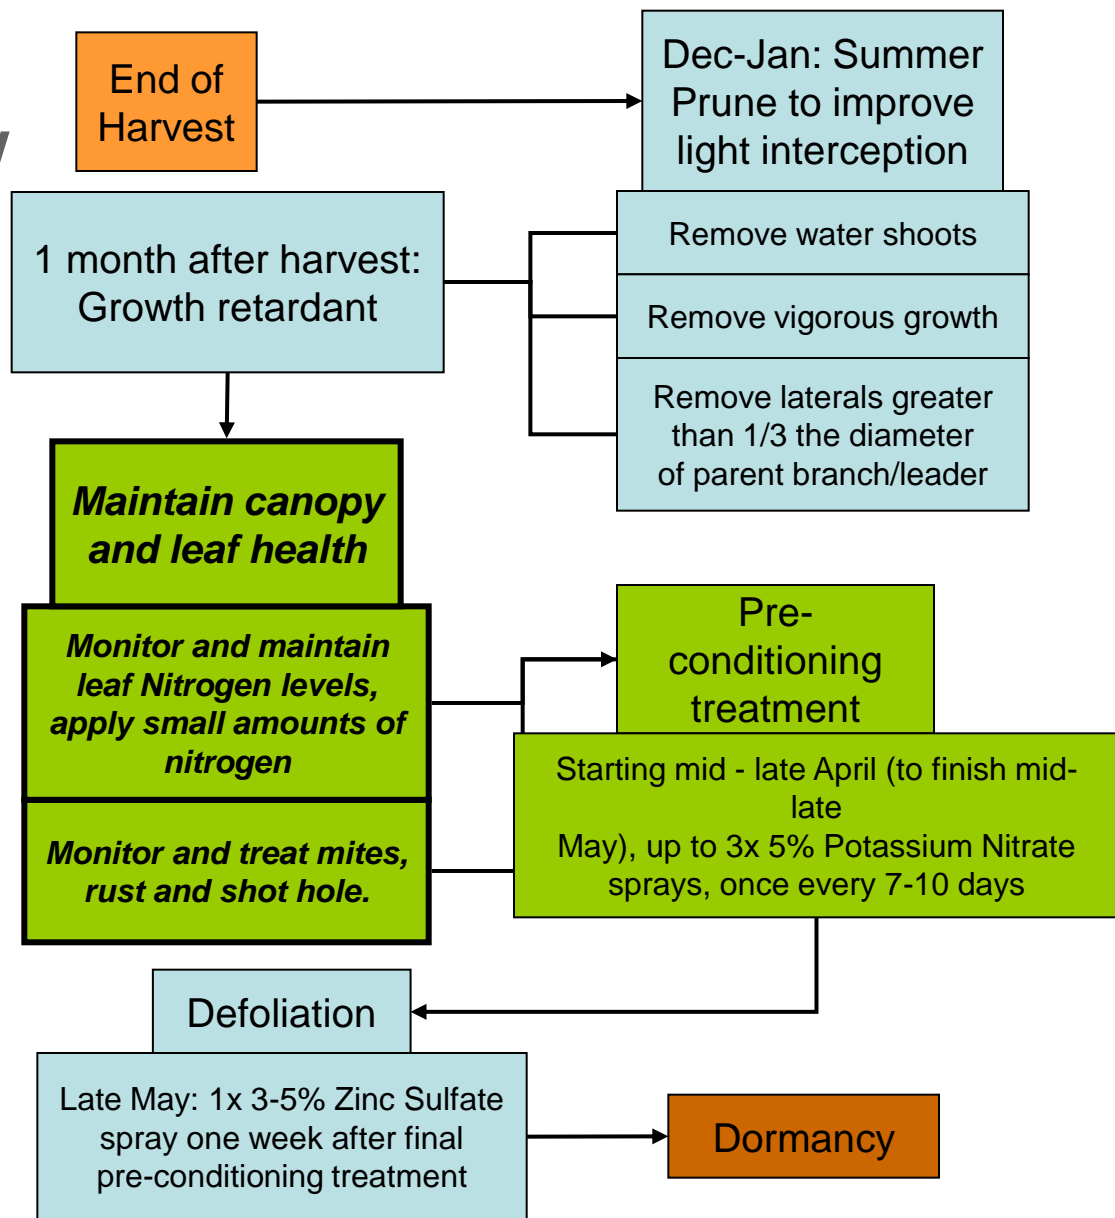 End of
Harvest
Dec-Jan: Summer
Prune to improve
light interception
Remove water shoots
Remove vigorous growth
Remove laterals greater
than 1/3 the diameter
of parent branch/leader
1 month after harvest:
Growth retardant
Maintain canopy
and leaf health
Monitor and maintain
leaf Nitrogen levels,
apply small amounts of
nitrogen
Monitor and treat mites,
rust and shot hole.
Pre-
conditioning
treatment
Starting mid - late April (to finish mid-
late
May), up to 3x 5% Potassium Nitrate
sprays, once every 7-10 days
Defoliation
Late May: 1x 3-5% Zinc Sulfate
spray one week after final
pre-conditioning treatment
Dormancy